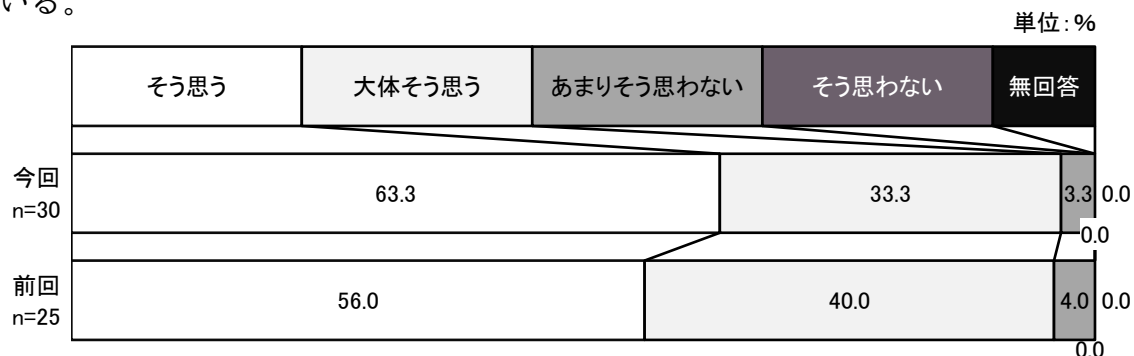 いる。
単位：％
そう思う 大体そう思う あまりそう思わない そう思わない 無回答
今回
n=30
63.3 33.3 3.3 0.0
0.0
前回
n=25
56.0 40.0 4.0 0.0
0.0